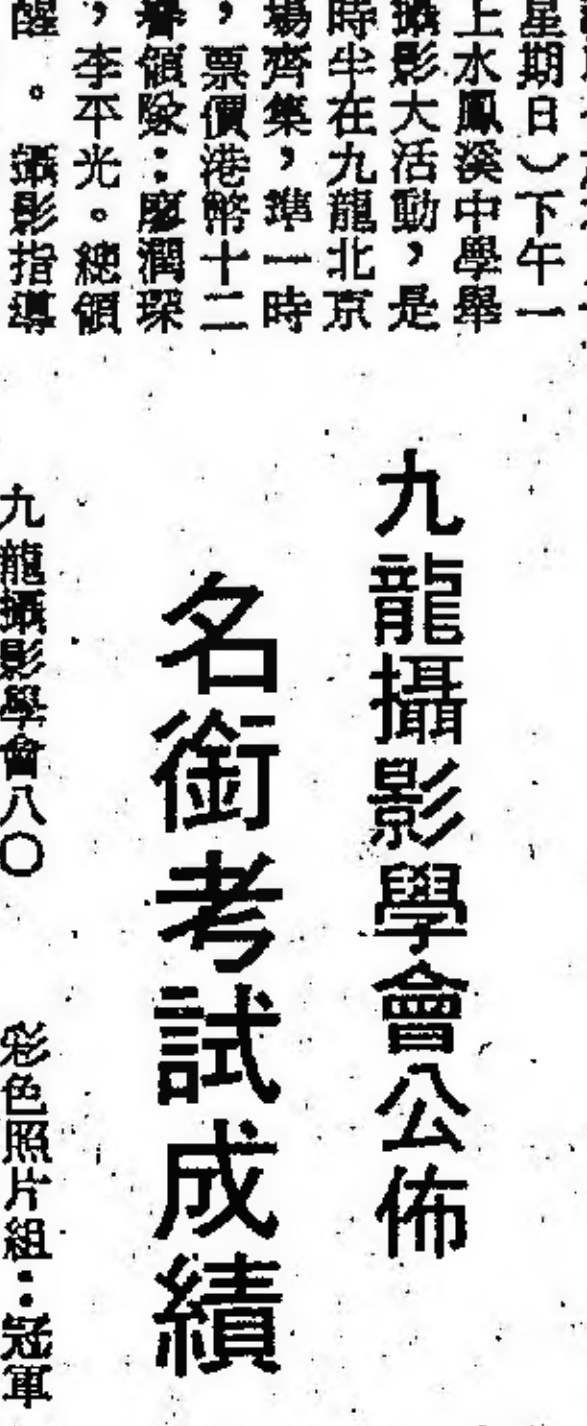 星期日）下午一
上水鳳溪中學舉
攝影大活動，是
時半在九龍北京
場齊集，準一時
，票價港幣十二
譽領隊：廖潤琛
，李平光。總領
醒。攝影指導
九龍攝影學會公佈
名銜考試成績
九龍攝影學會八〇
彩色照片組：冠軍